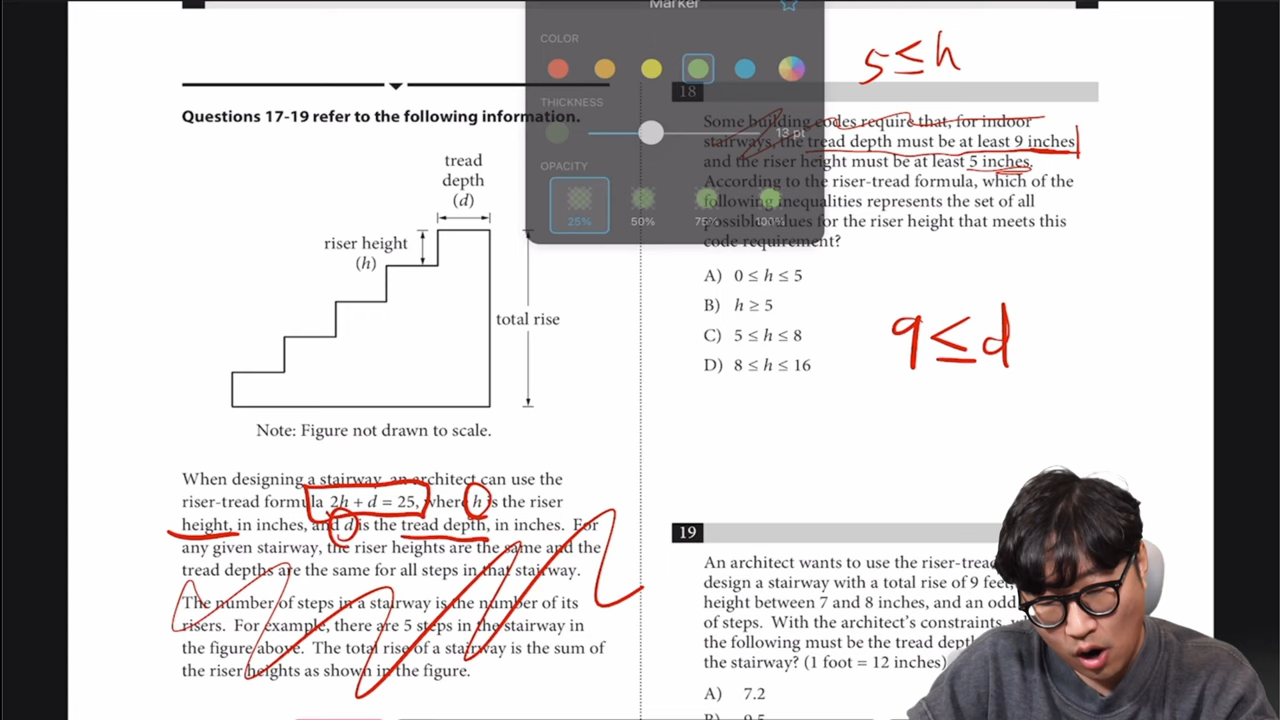 Marker
COLOR
THICKNESS
13 pt
OPACITY
25% 50% 75% 100%
Questions 17-19 refer to the following information.
tread
depth
(d)
riser height
(h)
total rise
Note: Figure not drawn to scale.
When designing a stairway, an architect can use the
riser-tread formula 2h + d = 25, where h is the riser
height, in inches, and d is the tread depth, in inches. For
any given stairway, the riser heights are the same and the
tread depths are the same for all steps in that stairway.
The number of steps in a stairway is the number of its
risers. For example, there are 5 steps in the stairway in
the figure above. The total rise of a stairway is the sum of
the riser heights as shown in the figure.
5 ≤ h
18
Some building codes require that, for indoor
stairways, the tread depth must be at least 9 inches
and the riser height must be at least 5 inches.
According to the riser-tread formula, which of the
following inequalities represents the set of all
possible values for the riser height that meets this
code requirement?
A) 0 ≤ h ≤ 5
B) h ≥ 5
C) 5 ≤ h ≤ 8
D) 8 ≤ h ≤ 16
9 ≤ d
19
An architect wants to use the riser-tread
design a stairway with a total rise of 9 feet,
height between 7 and 8 inches, and an odd
of steps. With the architect's constraints,
the following must be the tread depth
the stairway? (1 foot = 12 inches)
A) 7.2
B) 9.5